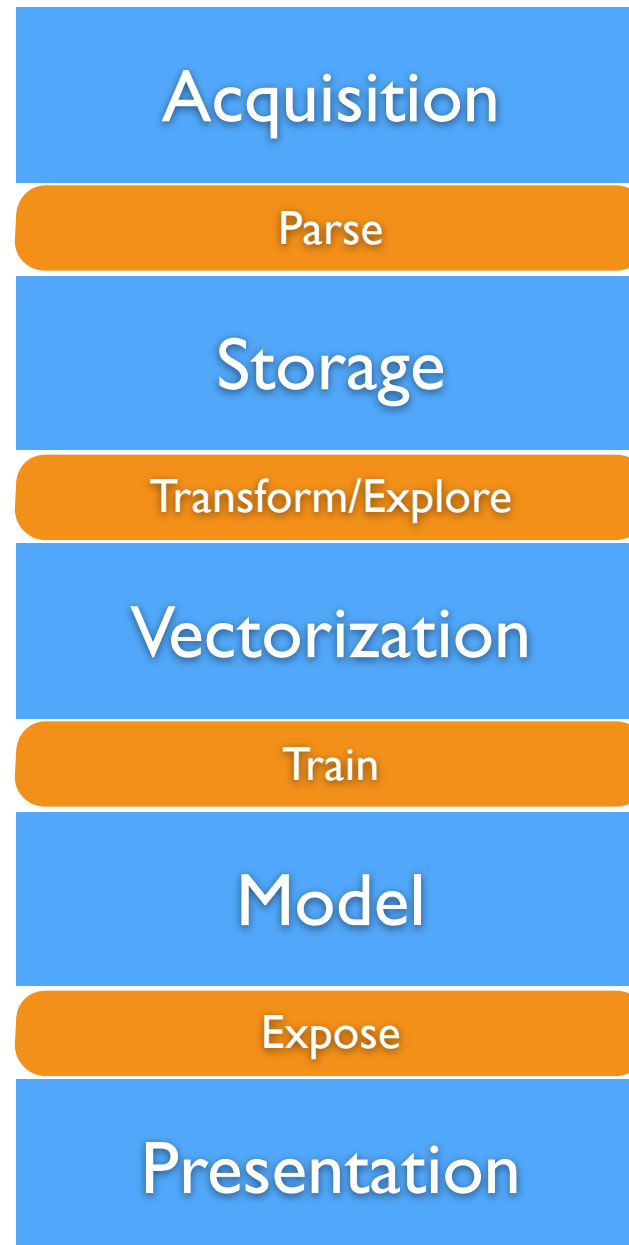 Acquisition
Parse
Storage
Transform/Explore
Vectorization
Train
Model
Expose
Presentation